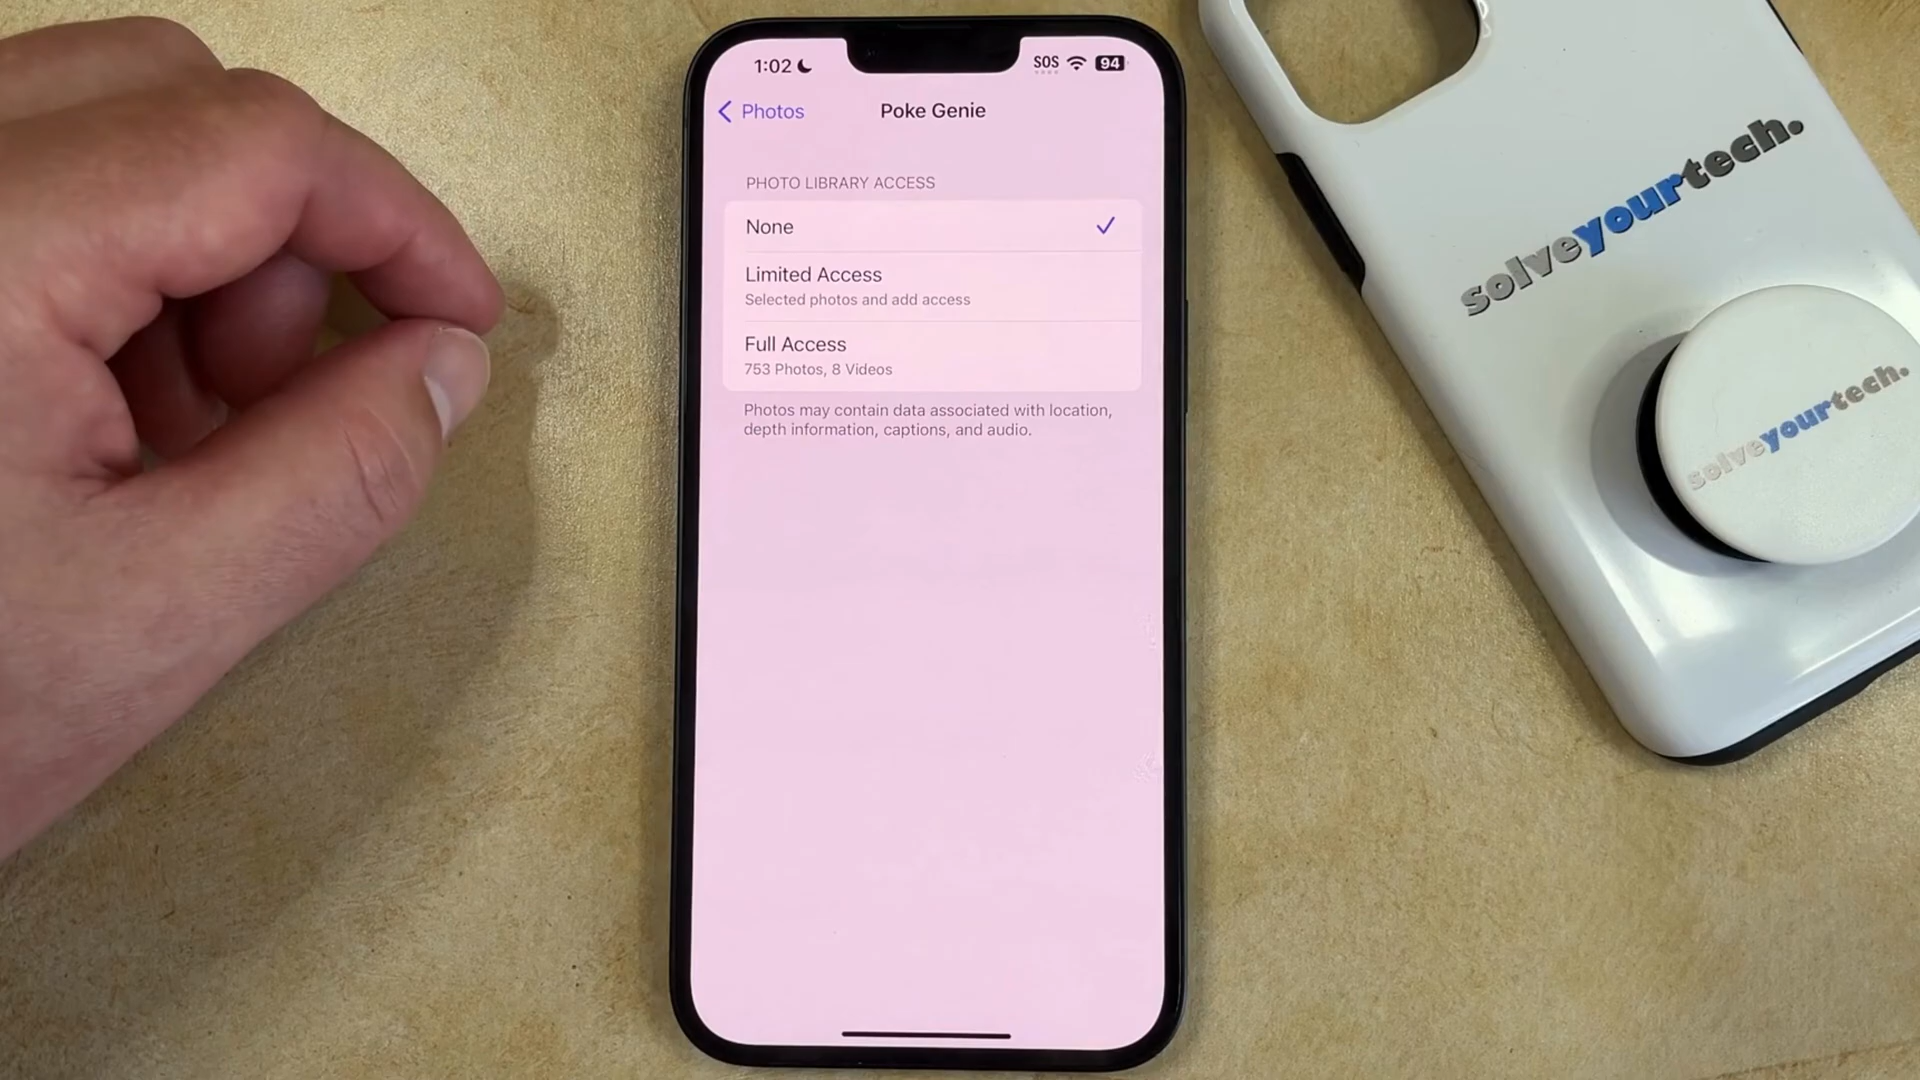 1:02
SOS
94
Photos
Poke Genie
PHOTO LIBRARY ACCESS
None
Limited Access
Selected photos and add access
Full Access
753 Photos, 8 Videos
Photos may contain data associated with location,
depth information, captions, and audio.
solveyourtech.
solveyourtech.